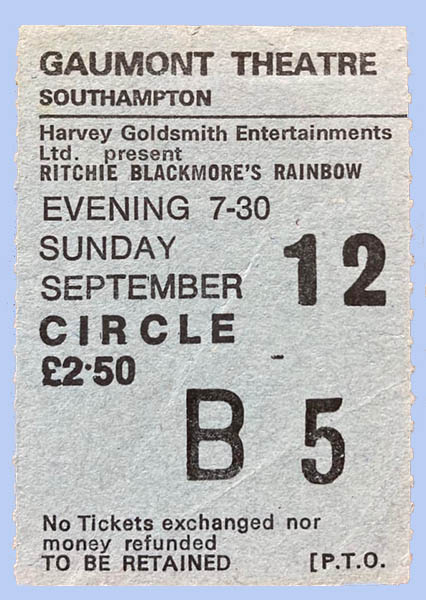 GAUMONT THEATRE
SOUTHAMPTON
Harvey Goldsmith Entertainments
Ltd. present
RITCHIE BLACKMORE'S RAINBOW
EVENING 7-30
SUNDAY
SEPTEMBER 12
CIRCLE
£2·50
B 5
No Tickets exchanged nor
money refunded
TO BE RETAINED [P.T.O.